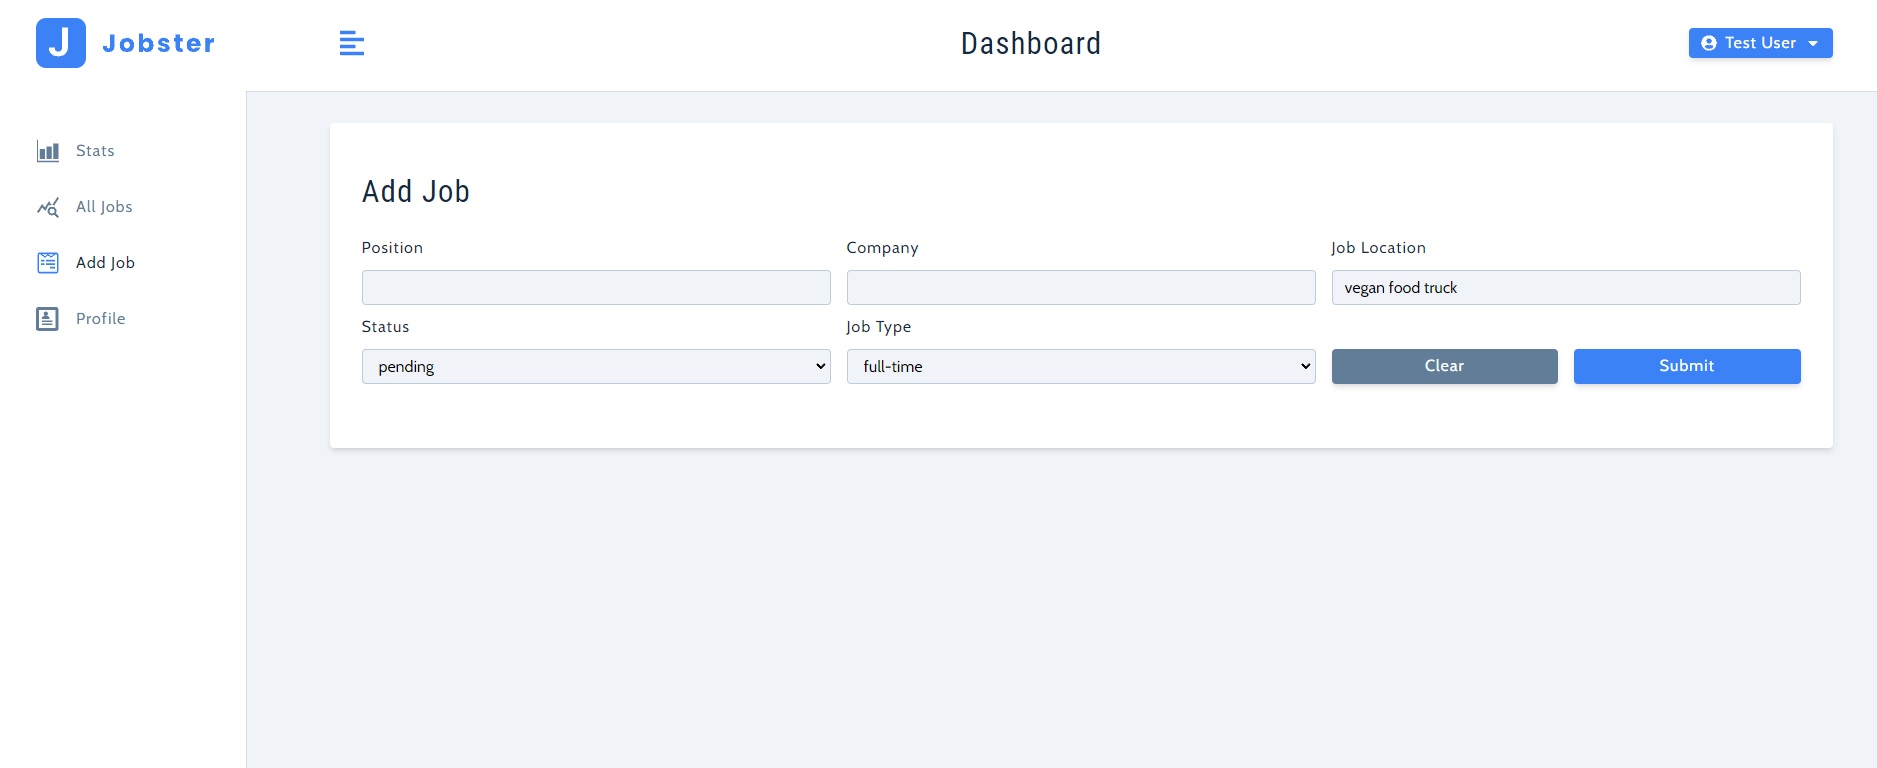 J Jobster
Dashboard
Test User
Stats
All Jobs
Add Job
Profile
Add Job
Position
Company
Job Location
vegan food truck
Status
Job Type
pending
full-time
Clear
Submit